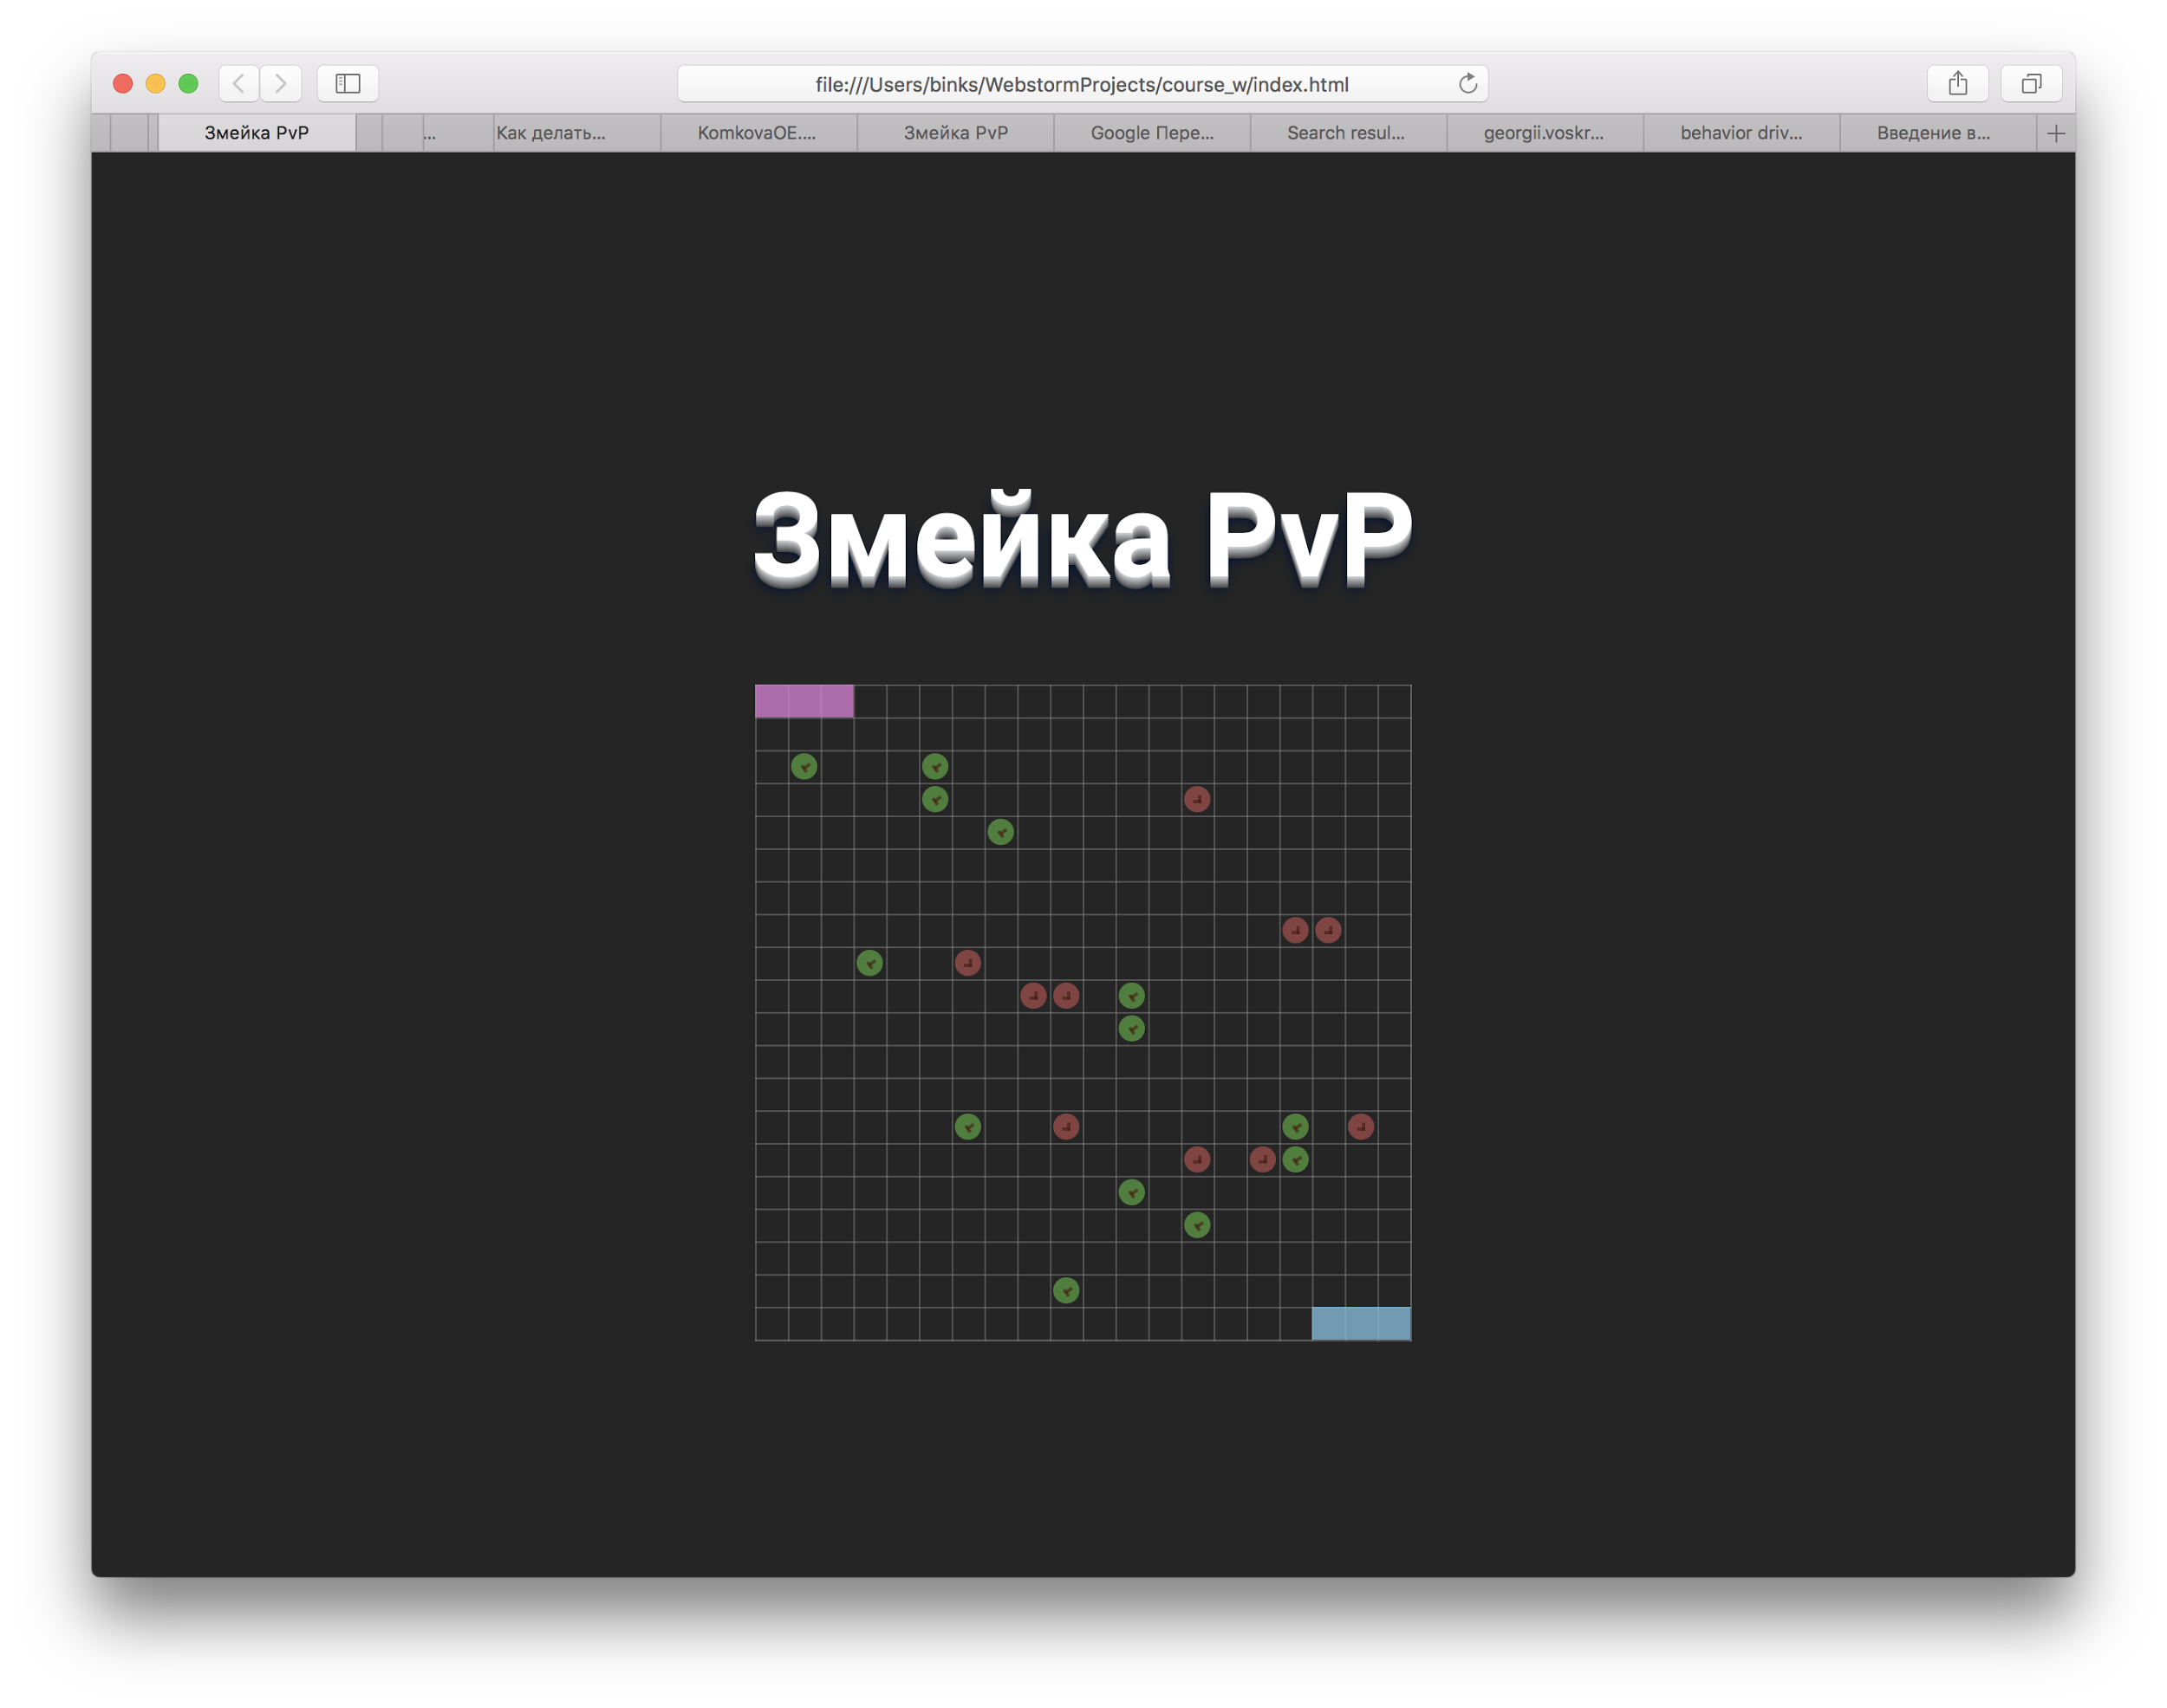 file:///Users/binks/WebstormProjects/course_w/index.html
Змейка PvP
...
Как делать...
KomkovaOE....
Змейка PvP
Google Пере...
Search resul...
georgii.voskr...
behavior driv...
Введение в...
Змейка PvP